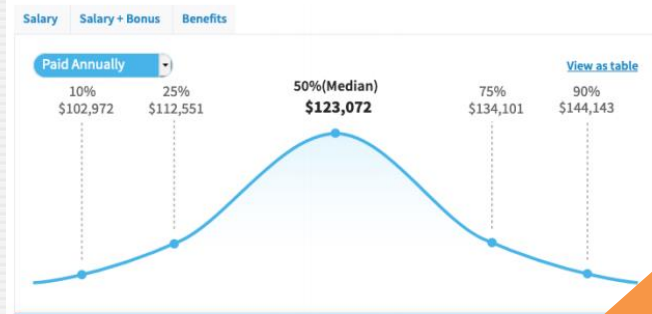 Salary Salary + Bonus Benefits
Paid Annually
View as table
10% 25% 50%(Median) 75% 90%
$102,972 $112,551 $123,072 $134,101 $144,143